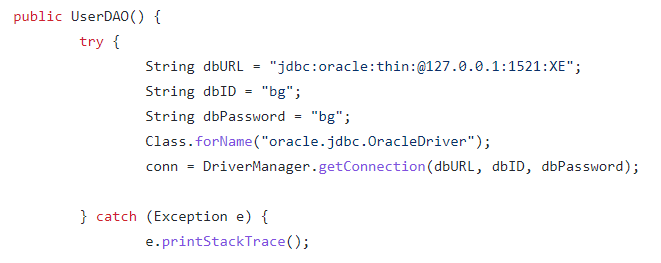 public UserDAO() {
try {
String dbURL = "jdbc:oracle:thin:@127.0.0.1:1521:XE";
String dbID = "bg";
String dbPassword = "bg";
Class.forName("oracle.jdbc.OracleDriver");
conn = DriverManager.getConnection(dbURL, dbID, dbPassword);
} catch (Exception e) {
e.printStackTrace();